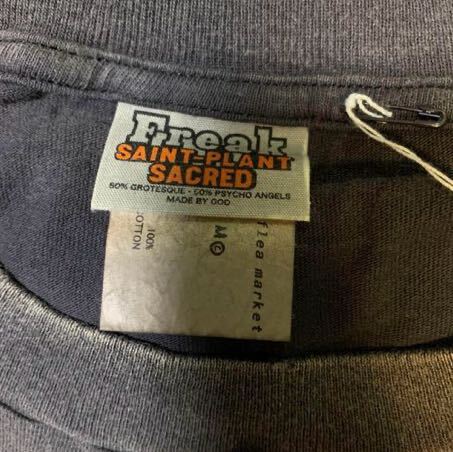 Freak
SAINT-PLANT
SACRED
50% GROTESQUE · 50% PSYCHO ANGELS
MADE BY GOD
100%
COTTON
M©
flea market